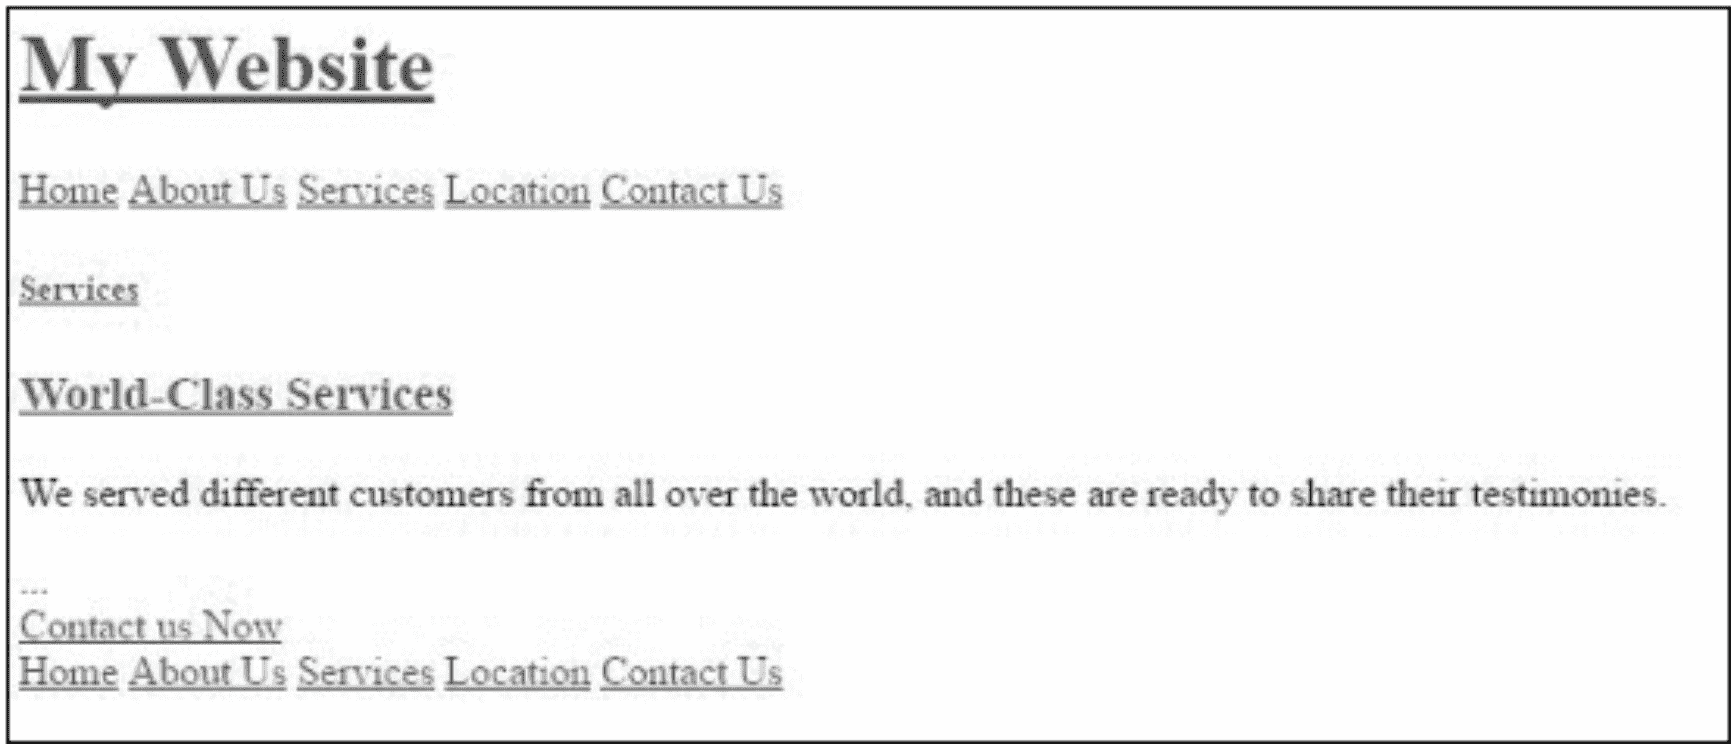 My Website
Home About Us Services Location Contact Us
Services
World-Class Services
We served different customers from all over the world, and these are ready to share their testimonies.
...
Contact us Now
Home About Us Services Location Contact Us